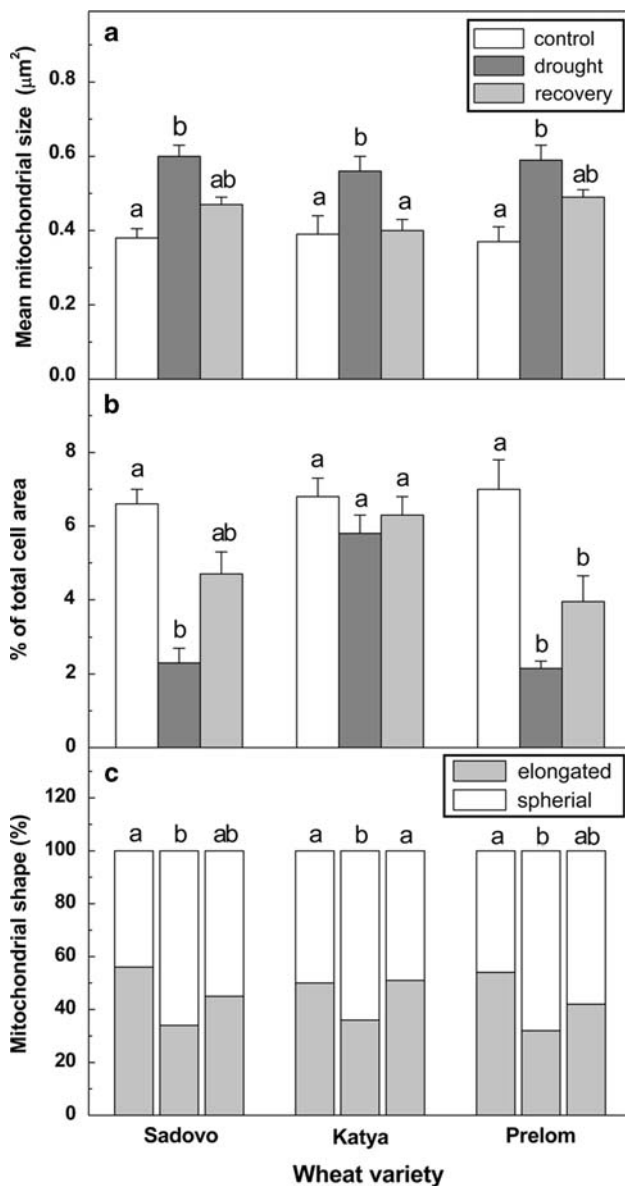 a
control
drought
recovery
Mean mitochondrial size (µm²)
0.8
0.6
0.4
0.2
0.0
a b ab a b a a b ab
b
% of total cell area
8
6
4
2
0
a b ab a a a a b b
c
elongated
spherial
Mitochondrial shape (%)
120
100
80
60
40
20
0
a b ab a b a a b ab
Sadovo Katya Prelom
Wheat variety